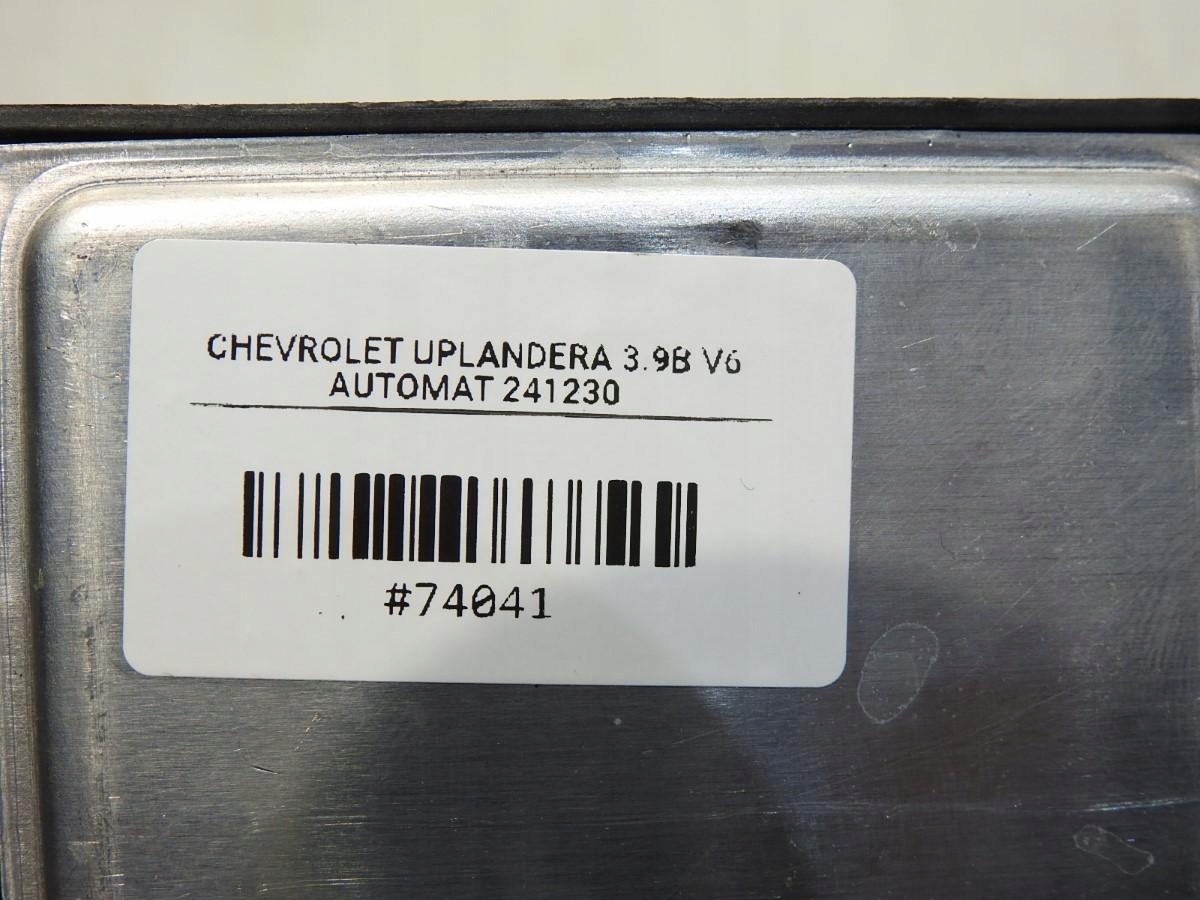 CHEVROLET UPLANDERA 3.9B V6
AUTOMAT 241230
#74041